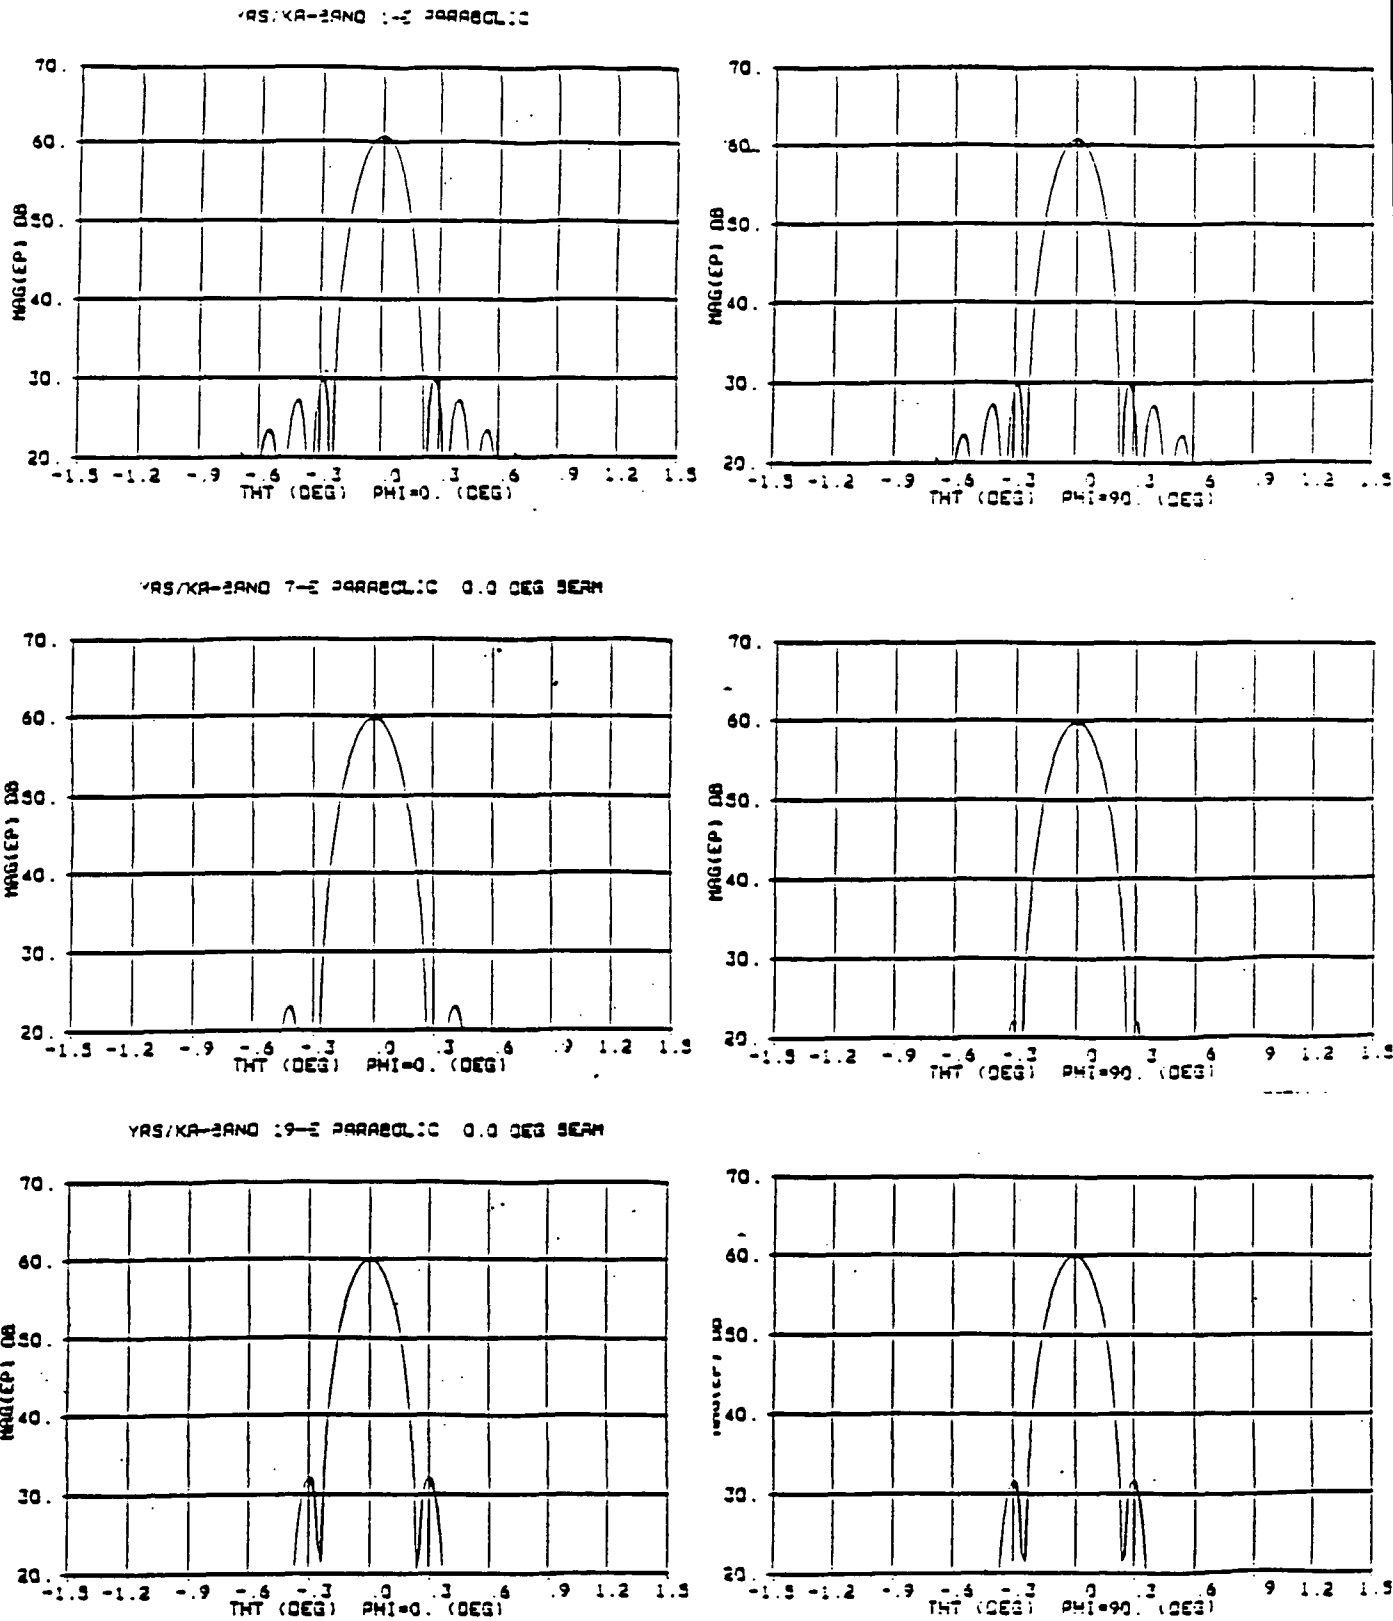 YRS/KA-BAND 1-E PARABOLIC
70. 70.
60. 60.
50. 50.
40. 40.
30. 30.
20. 20.
MAG(EP) DB MAG(EP) DB
-1.5 -1.2 -.9 -.6 -.3 .0 .3 .6 .9 1.2 1.5 -1.5 -1.2 -.9 -.6 -.3 .0 .3 .6 .9 1.2 1.5
THT (DEG) PHI=0. (DEG) THT (DEG) PHI=90. (DEG)
YRS/KA-BAND 7-E PARABOLIC 0.0 DEG BEAM
70. 70.
60. 60.
50. 50.
40. 40.
30. 30.
20. 20.
MAG(EP) DB MAG(EP) DB
-1.5 -1.2 -.9 -.6 -.3 .0 .3 .6 .9 1.2 1.5 -1.5 -1.2 -.9 -.6 -.3 .0 .3 .6 9 1.2 1.5
THT (DEG) PHI=0. (DEG) THT (DEG) PHI=90. (DEG)
YRS/KA-BAND 19-E PARABOLIC 0.0 DEG BEAM
70. 70.
60. 60.
50. 50.
40. 40.
30. 30.
20. 20.
MAG(EP) DB MAG(EP) DB
-1.5 -1.2 -.9 -.6 -.3 .0 .3 .6 .9 1.2 1.5 -1.5 -1.2 -.9 -.6 -.3 .0 .3 .6 9 1.2 1.5
THT (DEG) PHI=0. (DEG) THT (DEG) PHI=90. (DEG)